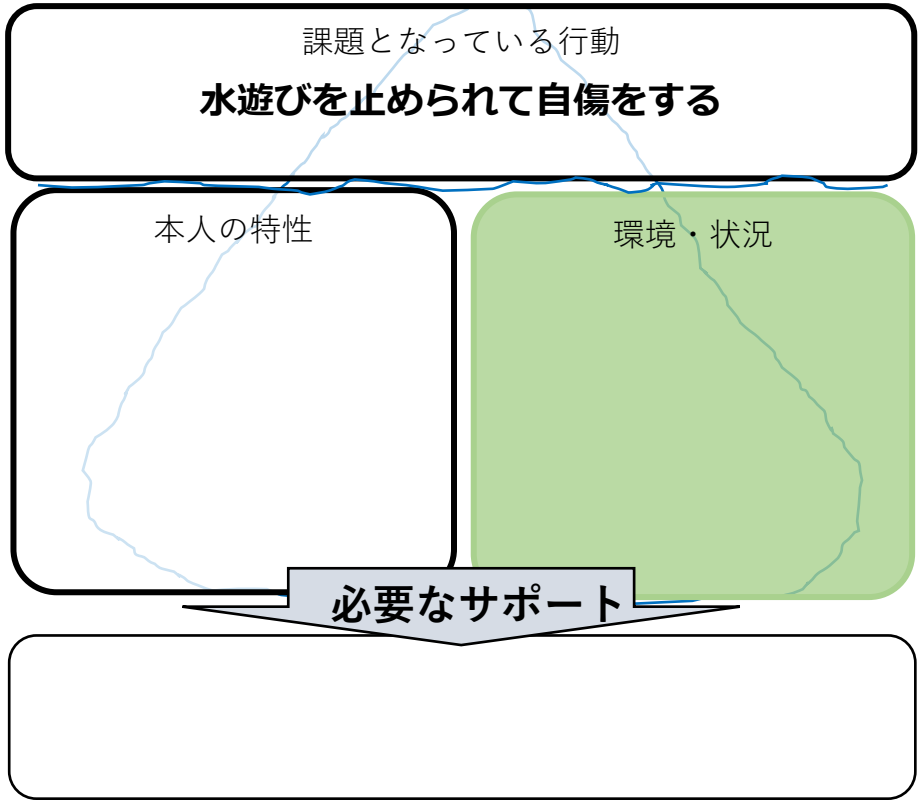 課題となっている行動
水遊びを止められて自傷をする
本人の特性
環境・状況
必要なサポート